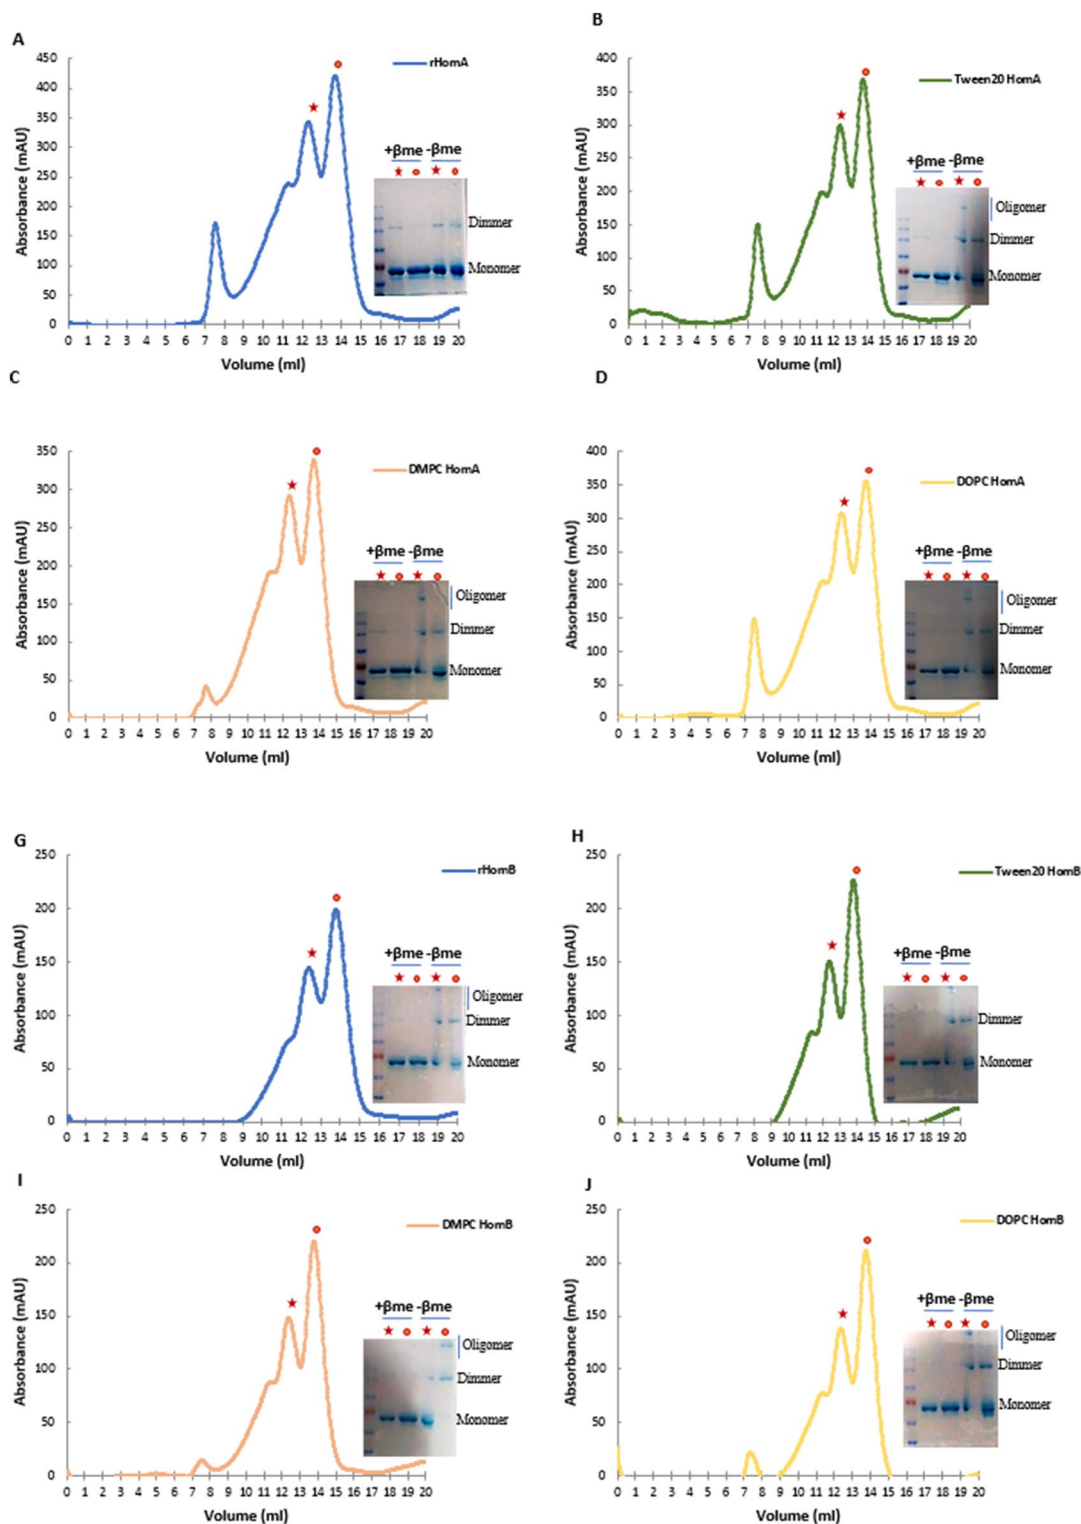 A
B
450
400
350
300
250
200
150
100
50
0
Absorbance (mAU)
rHomA
+βme -βme
Dimmer
Monomer
0 1 2 3 4 5 6 7 8 9 10 11 12 13 14 15 16 17 18 19 20
Volume (ml)
400
350
300
250
200
150
100
50
0
Absorbance (mAU)
Tween20 HomA
+βme -βme
Oligomer
Dimmer
Monomer
0 1 2 3 4 5 6 7 8 9 10 11 12 13 14 15 16 17 18 19 20
Volume (ml)
C
D
350
300
250
200
150
100
50
0
Absorbance (mAU)
DMPC HomA
+βme -βme
Oligomer
Dimmer
Monomer
0 1 2 3 4 5 6 7 8 9 10 11 12 13 14 15 16 17 18 19 20
Volume (ml)
400
350
300
250
200
150
100
50
0
Absorbance (mAU)
DOPC HomA
+βme -βme
Oligomer
Dimmer
Monomer
0 1 2 3 4 5 6 7 8 9 10 11 12 13 14 15 16 17 18 19 20
Volume (ml)
G
H
250
200
150
100
50
0
Absorbance (mAU)
rHomB
+βme -βme
Oligomer
Dimmer
Monomer
0 1 2 3 4 5 6 7 8 9 10 11 12 13 14 15 16 17 18 19 20
Volume (ml)
250
200
150
100
50
0
Absorbance (mAU)
Tween20 HomB
+βme -βme
Dimmer
Monomer
0 1 2 3 4 5 6 7 8 9 10 11 12 13 14 15 16 17 18 19 20
Volume (ml)
I
J
250
200
150
100
50
0
Absorbance (mAU)
DMPC HomB
+βme -βme
Oligomer
Dimmer
Monomer
0 1 2 3 4 5 6 7 8 9 10 11 12 13 14 15 16 17 18 19 20
Volume (ml)
250
200
150
100
50
0
Absorbance (mAU)
DOPC HomB
+βme -βme
Oligomer
Dimmer
Monomer
0 1 2 3 4 5 6 7 8 9 10 11 12 13 14 15 16 17 18 19 20
Volume (ml)